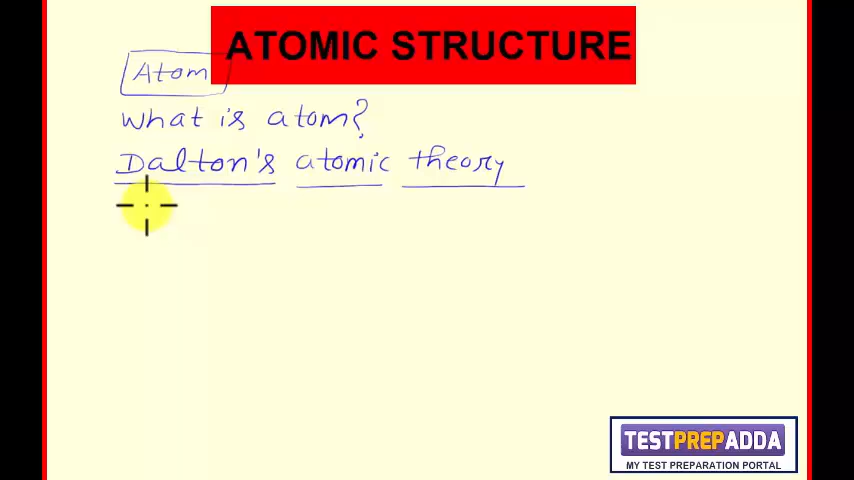 ATOMIC STRUCTURE
Atom
What is atom?
Dalton's atomic theory
TESTPREPADDA
MY TEST PREPARATION PORTAL